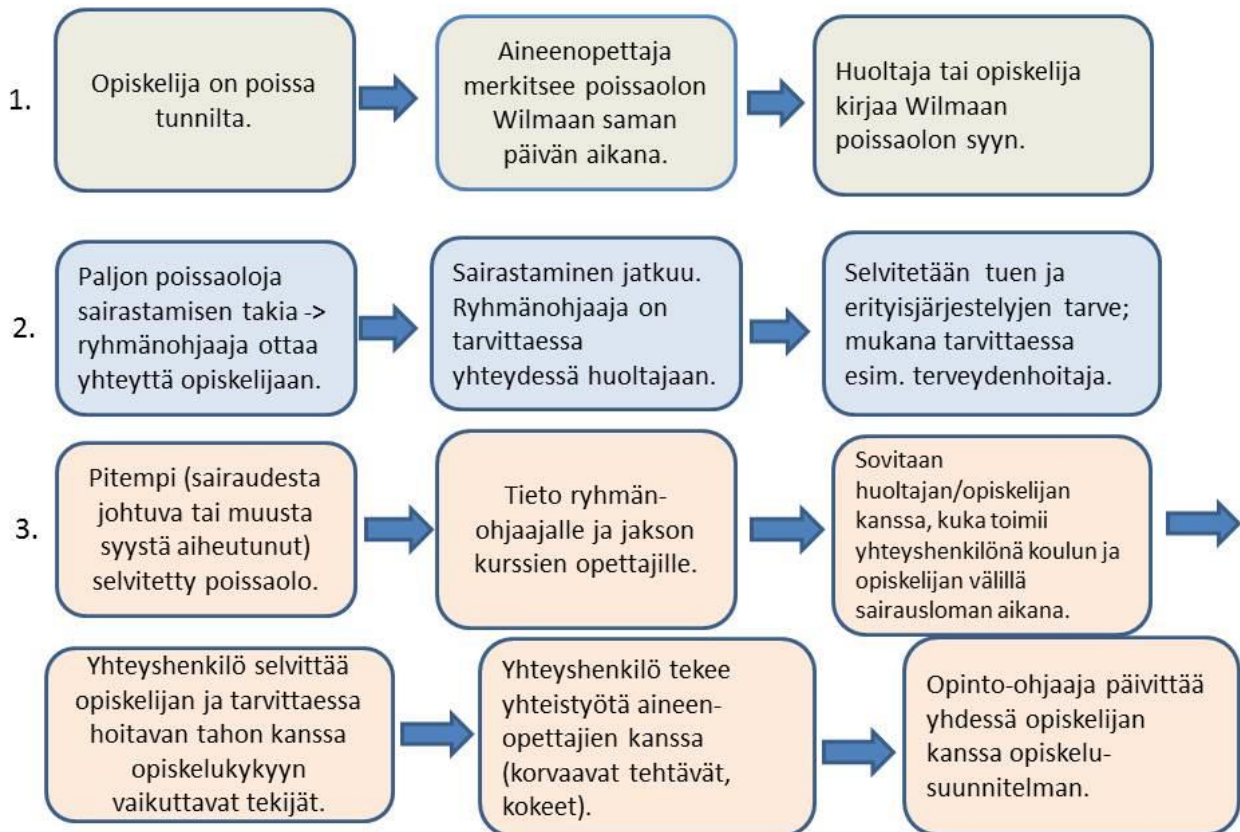 1.
Opiskelija on poissa
tunnilta.
Aineenopettaja
merkitsee poissaolon
Wilmaan saman
päivän aikana.
Huoltaja tai opiskelija
kirjaa Wilmaan
poissaolon syyn.
2.
Paljon poissaoloja
sairastamisen takia ->
ryhmänohjaaja ottaa
yhteyttä opiskelijaan.
Sairastaminen jatkuu.
Ryhmänohjaaja on
tarvittaessa
yhteydessä huoltajaan.
Selvitetään tuen ja
erityisjärjestelyjen tarve;
mukana tarvittaessa
esim. terveydenhoitaja.
3.
Pitempi (sairaudesta
johtuva tai muusta
syystä aiheutunut)
selvitetty poissaolo.
Tieto ryhmän-
ohjaajalle ja jakson
kurssien opettajille.
Sovitaan
huoltajan/opiskelijan
kanssa, kuka toimii
yhteyshenkilönä koulun ja
opiskelijan välillä
sairausloman aikana.
Yhteyshenkilö selvittää
opiskelijan ja tarvittaessa
hoitavan tahon kanssa
opiskelukykyyn
vaikuttavat tekijät.
Yhteyshenkilö tekee
yhteistyötä aineen-
opettajien kanssa
(korvaavat tehtävät,
kokeet).
Opinto-ohjaaja päivittää
yhdessä opiskelijan
kanssa opiskelu-
suunnitelman.